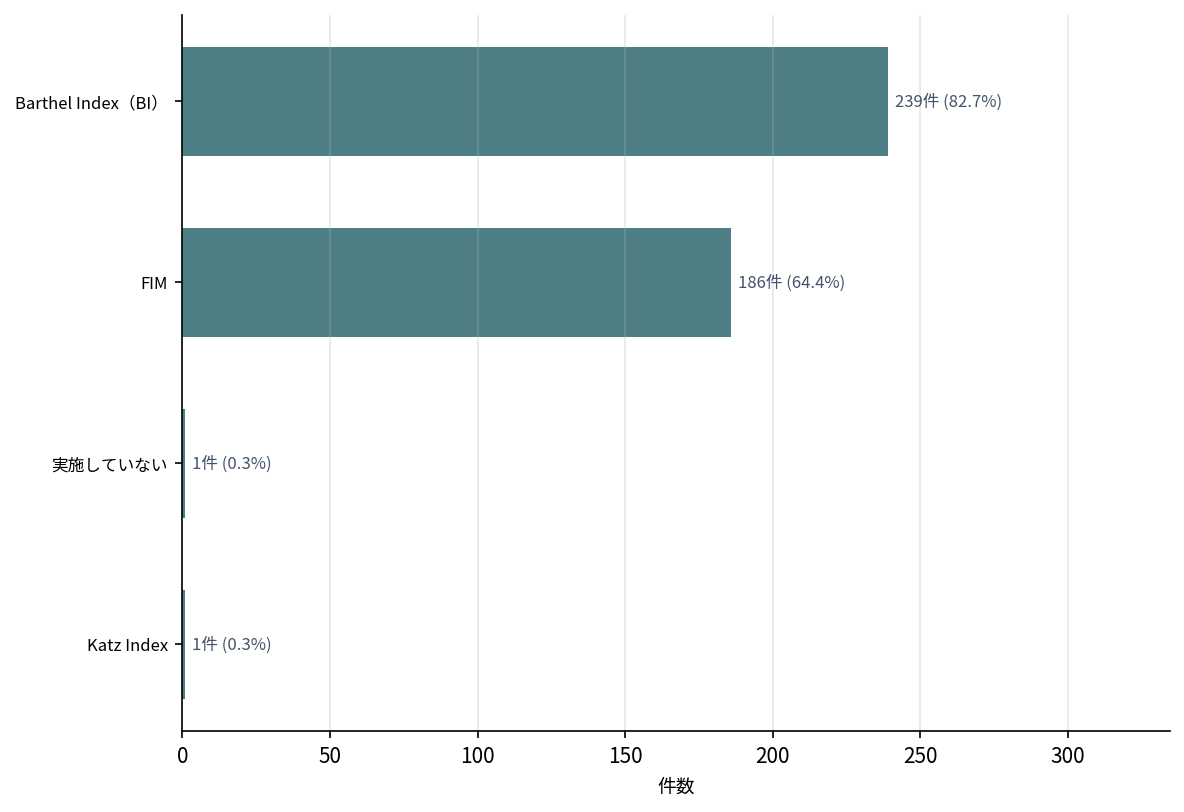 Barthel Index（BI）
239件 (82.7%)
FIM
186件 (64.4%)
実施していない
1件 (0.3%)
Katz Index
1件 (0.3%)
0 50 100 150 200 250 300
件数